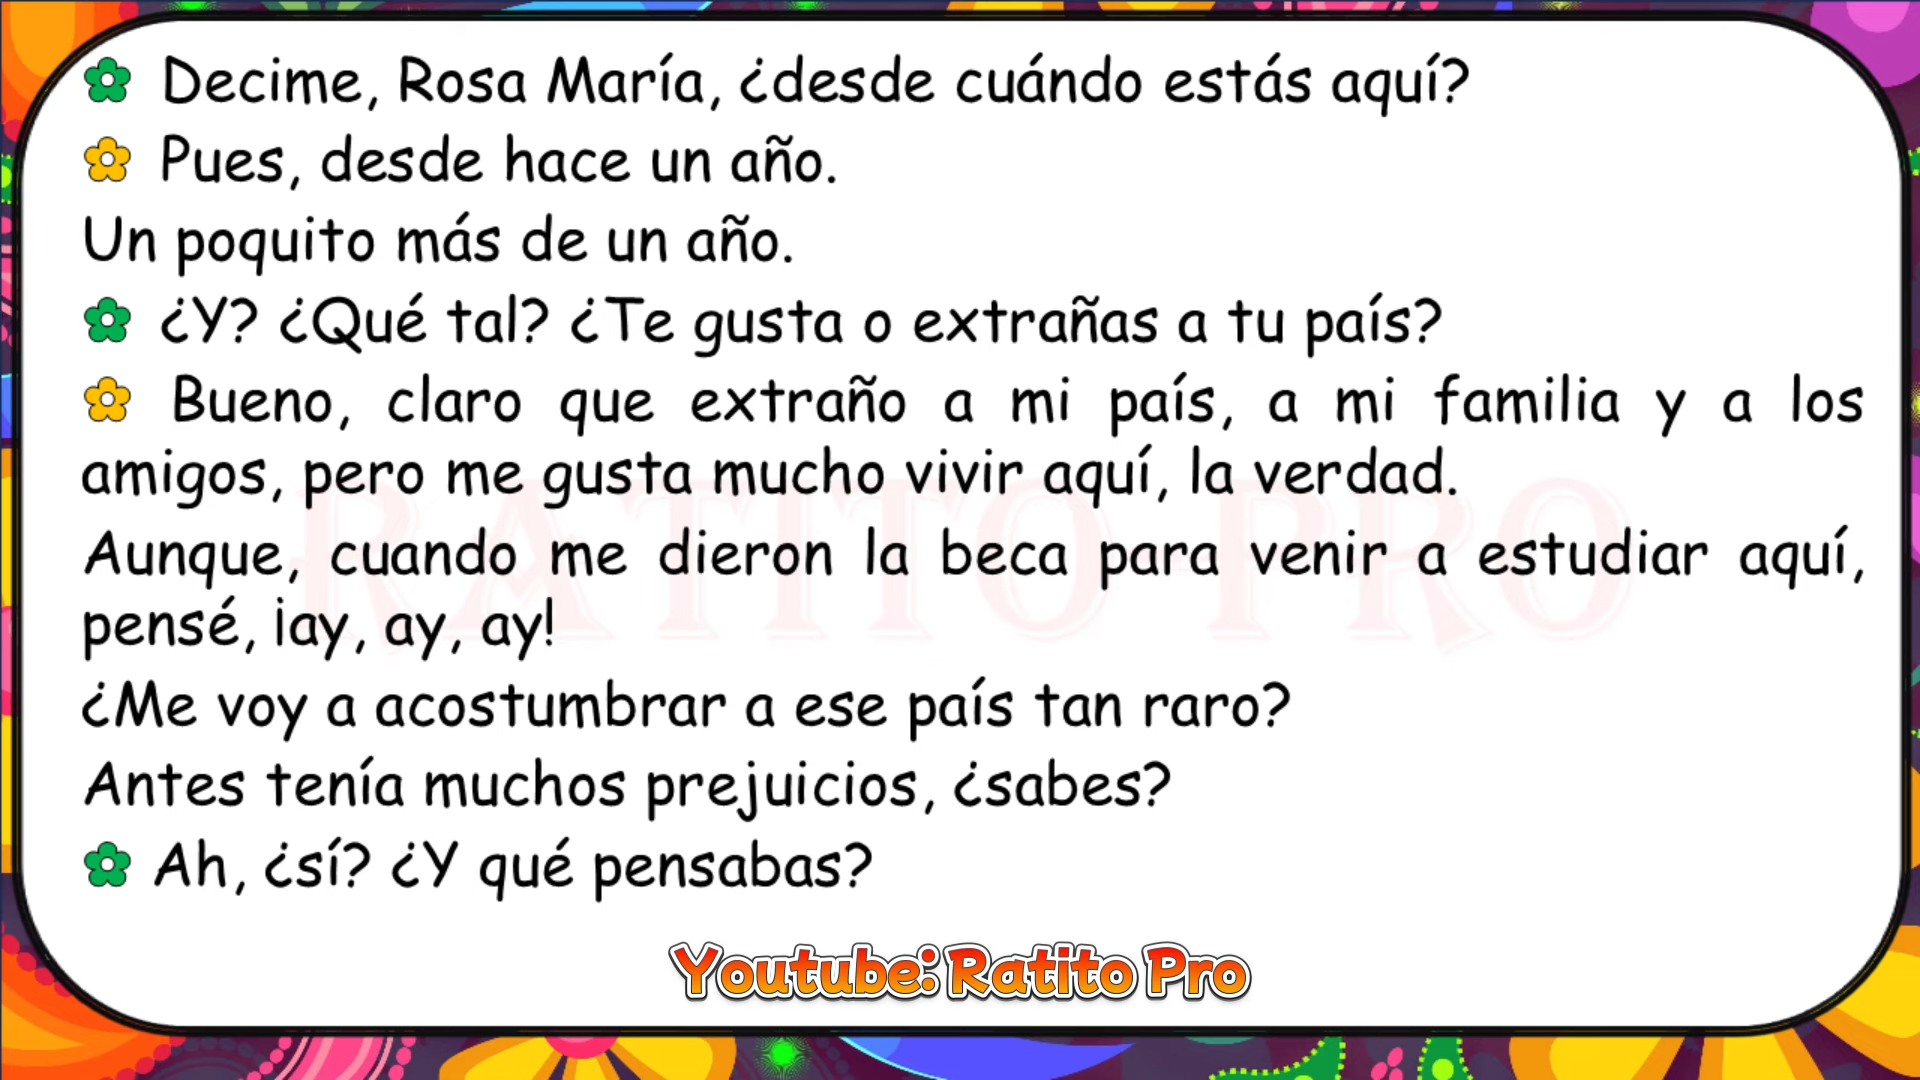 Decime, Rosa María, ¿desde cuándo estás aquí?
Pues, desde hace un año.
Un poquito más de un año.
¿Y? ¿Qué tal? ¿Te gusta o extrañas a tu país?
Bueno, claro que extraño a mi país, a mi familia y a los
amigos, pero me gusta mucho vivir aquí, la verdad.
RATITO PRO
Aunque, cuando me dieron la beca para venir a estudiar aquí,
pensé, ¡ay, ay, ay!
¿Me voy a acostumbrar a ese país tan raro?
Antes tenía muchos prejuicios, ¿sabes?
Ah, ¿sí? ¿Y qué pensabas?
Youtube: Ratito Pro